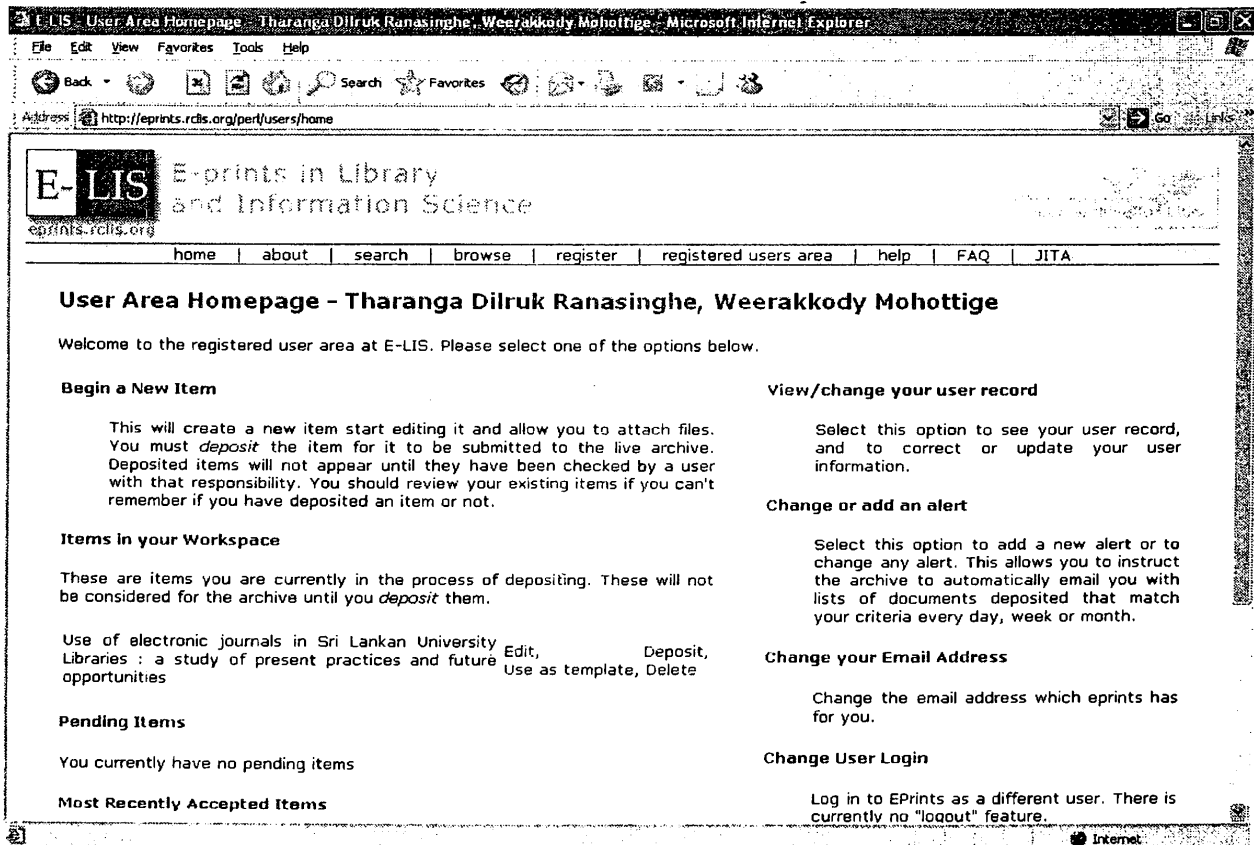 E-LIS - User Area Homepage - Tharanga Dilruk Ranasinghe, Weerakkody Mohottige - Microsoft Internet Explorer
File Edit View Favorites Tools Help
Back Search Favorites
Address http://eprints.rclis.org/perl/users/home Go Links »
E-LIS E-prints in Library
and Information Science
eprints.rclis.org
home | about | search | browse | register | registered users area | help | FAQ | JITA
User Area Homepage - Tharanga Dilruk Ranasinghe, Weerakkody Mohottige
Welcome to the registered user area at E-LIS. Please select one of the options below.
Begin a New Item
This will create a new item start editing it and allow you to attach files.
You must deposit the item for it to be submitted to the live archive.
Deposited items will not appear until they have been checked by a user
with that responsibility. You should review your existing items if you can't
remember if you have deposited an item or not.
Items in your Workspace
These are items you are currently in the process of depositing. These will not
be considered for the archive until you deposit them.
Use of electronic journals in Sri Lankan University
Libraries : a study of present practices and future
opportunities
Edit, Deposit,
Use as template, Delete
Pending Items
You currently have no pending items
Most Recently Accepted Items
View/change your user record
Select this option to see your user record,
and to correct or update your user
information.
Change or add an alert
Select this option to add a new alert or to
change any alert. This allows you to instruct
the archive to automatically email you with
lists of documents deposited that match
your criteria every day, week or month.
Change your Email Address
Change the email address which eprints has
for you.
Change User Login
Log in to EPrints as a different user. There is
currently no "logout" feature.
Internet